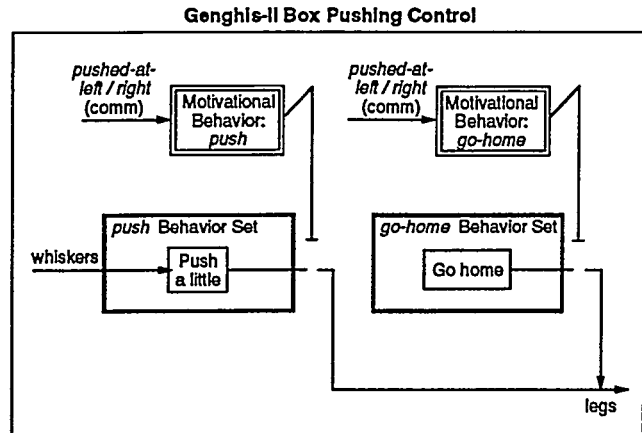 Genghis-II Box Pushing Control
pushed-at-
left / right
(comm)
Motivational
Behavior:
push
pushed-at-
left / right
(comm)
Motivational
Behavior:
go-home
push Behavior Set
whiskers
Push
a little
go-home Behavior Set
Go home
legs